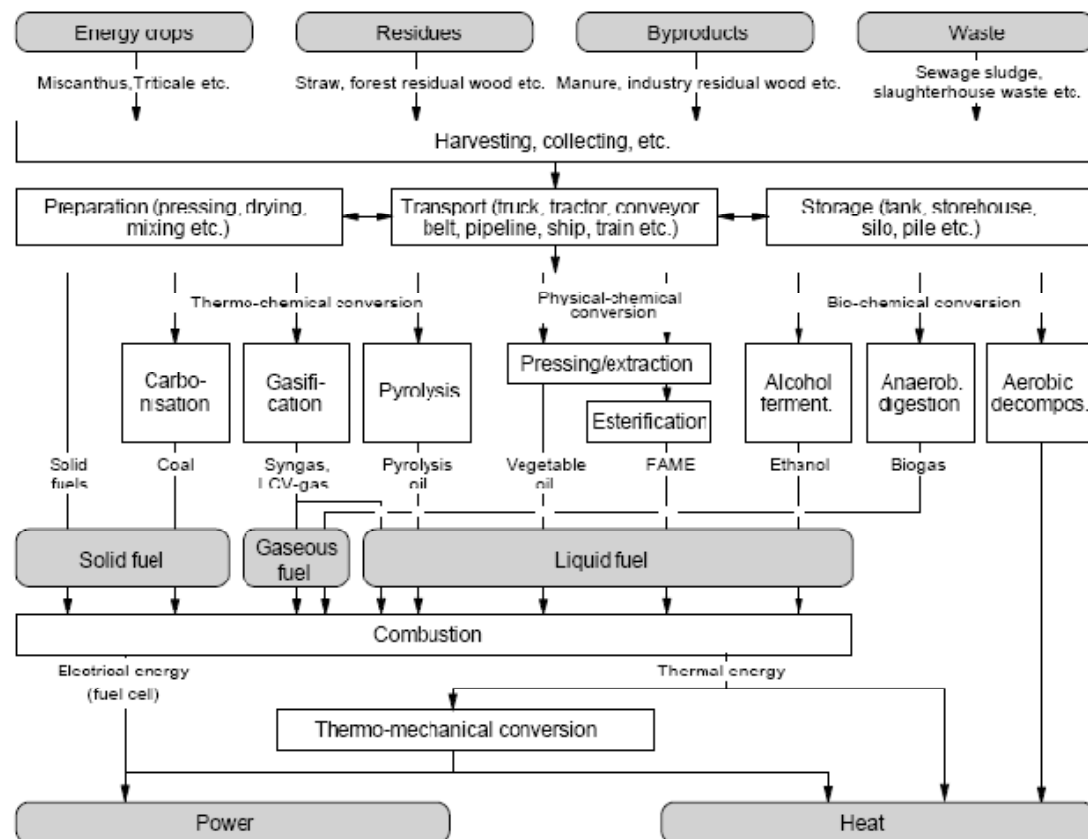 Energy crops
Residues
Byproducts
Waste
Miscanthus,Triticale etc.
Straw, forest residual wood etc.
Manure, industry residual wood etc.
Sewage sludge,
slaughterhouse waste etc.
Harvesting, collecting, etc.
Preparation (pressing, drying,
mixing etc.)
Transport (truck, tractor, conveyor
belt, pipeline, ship, train etc.)
Storage (tank, storehouse,
silo, pile etc.)
Thermo-chemical conversion
Physical-chemical
conversion
Bio-chemical conversion
Carbo-
nisation
Gasifi-
cation
Pyrolysis
Pressing/extraction
Esterification
Alcohol
ferment.
Anaerob.
digestion
Aerobic
decompos.
Solid
fuels
Coal
Syngas,
LCV-gas
Pyrolysis
oil
Vegetable
oil
FAME
Ethanol
Biogas
Solid fuel
Gaseous
fuel
Liquid fuel
Combustion
Electrical energy
(fuel cell)
Thermal energy
Thermo-mechanical conversion
Power
Heat